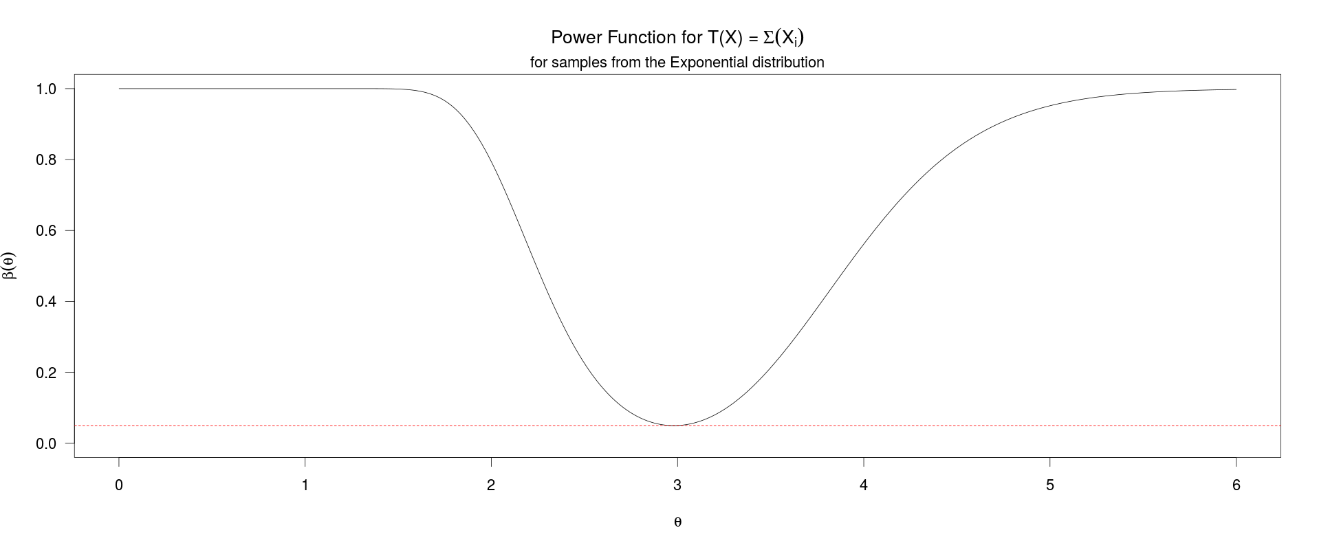 Power Function for T(X) = Σ(Xᵢ)
for samples from the Exponential distribution
1.0
0.8
0.6
0.4
0.2
0.0
β(θ)
0 1 2 3 4 5 6
θ